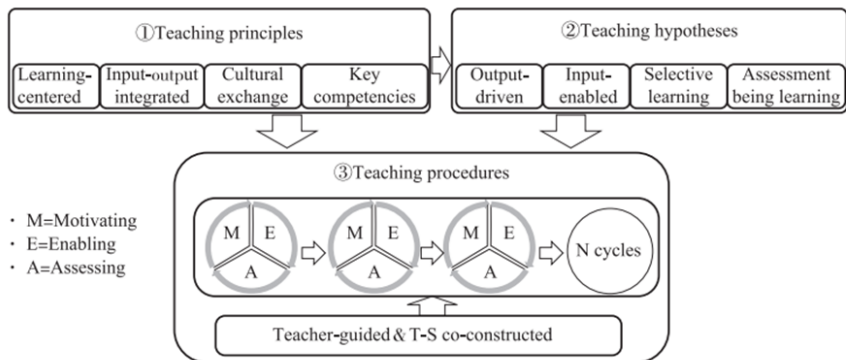 ①Teaching principles
Learning-
centered
Input-output
integrated
Cultural
exchange
Key
competencies
②Teaching hypotheses
Output-
driven
Input-
enabled
Selective
learning
Assessment
being learning
③Teaching procedures
· M=Motivating
· E=Enabling
· A=Assessing
M E
A
M E
A
M E
A
N cycles
Teacher-guided & T-S co-constructed